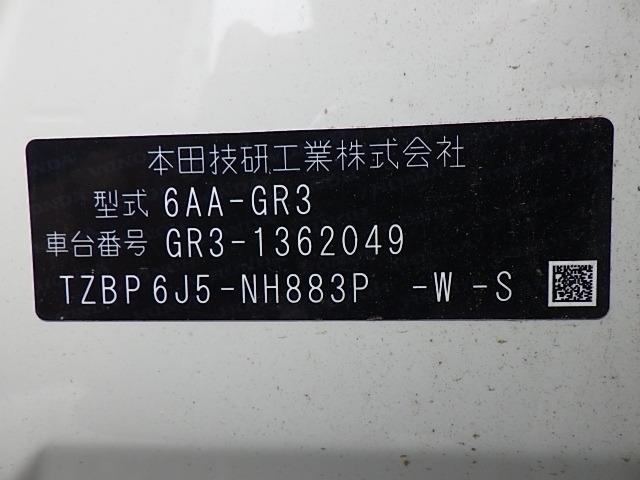 本田技研工業株式会社
型式 6AA-GR3
車台番号 GR3-1362049
TZBP6J5-NH883P -W -S